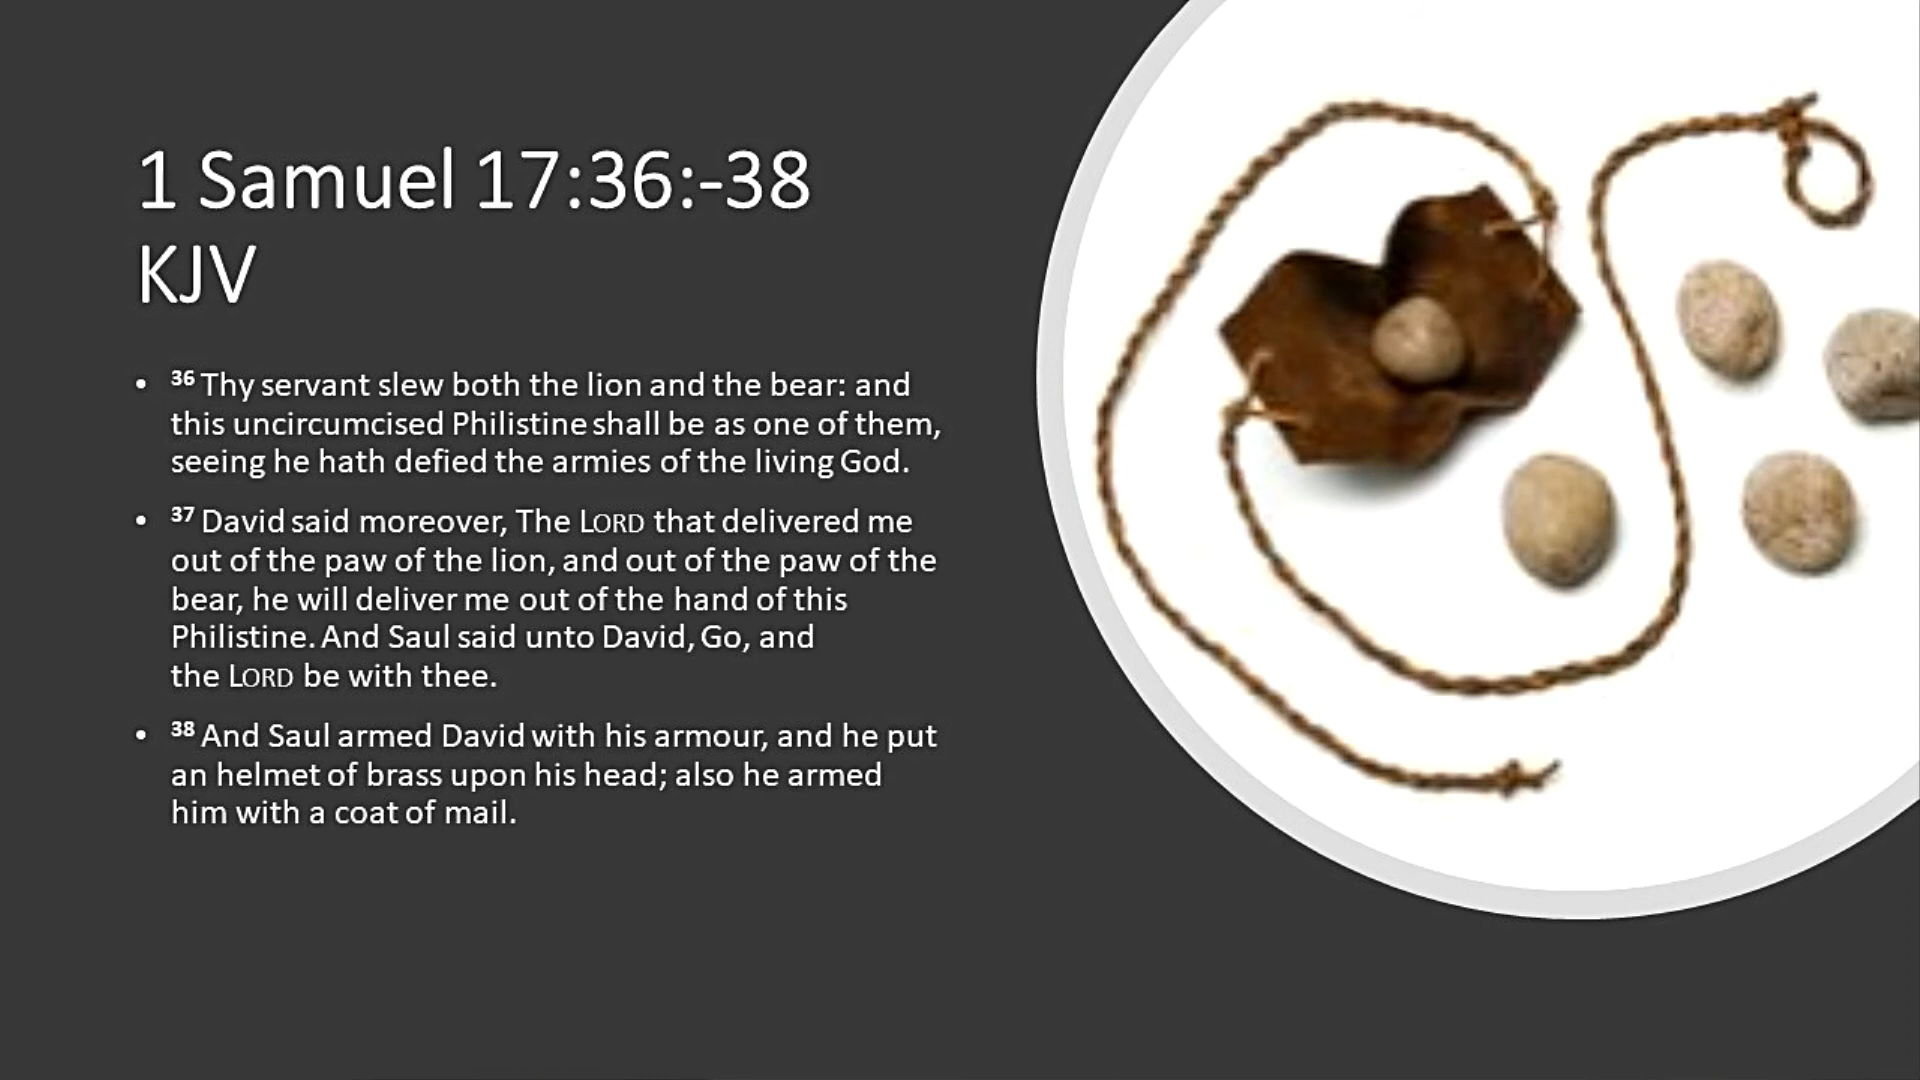 1 Samuel 17:36:-38
KJV
• ³⁶ Thy servant slew both the lion and the bear: and
this uncircumcised Philistine shall be as one of them,
seeing he hath defied the armies of the living God.
• ³⁷ David said moreover, The LORD that delivered me
out of the paw of the lion, and out of the paw of the
bear, he will deliver me out of the hand of this
Philistine. And Saul said unto David, Go, and
the LORD be with thee.
• ³⁸ And Saul armed David with his armour, and he put
an helmet of brass upon his head; also he armed
him with a coat of mail.